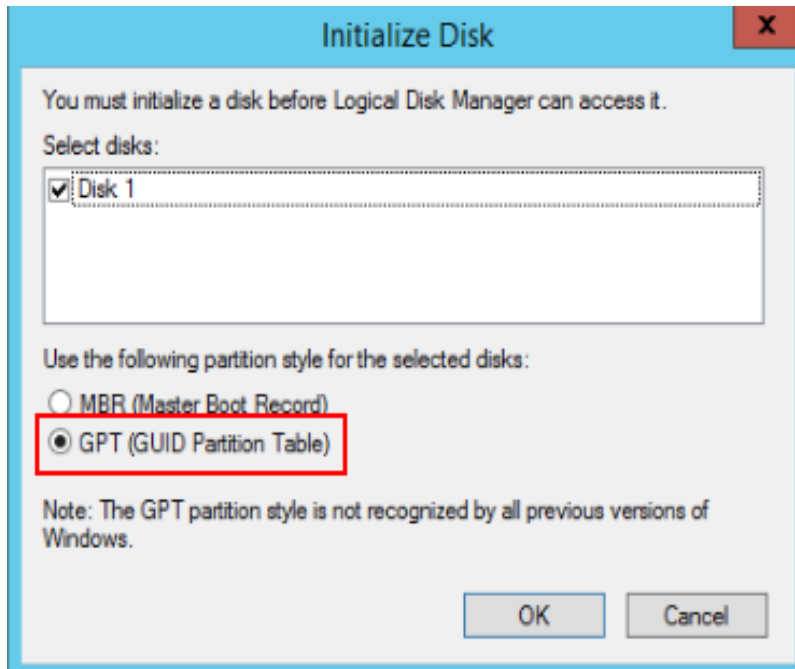 Initialize Disk
x
You must initialize a disk before Logical Disk Manager can access it.
Select disks:
Disk 1
Use the following partition style for the selected disks:
MBR (Master Boot Record)
GPT (GUID Partition Table)
Note: The GPT partition style is not recognized by all previous versions of
Windows.
OK
Cancel